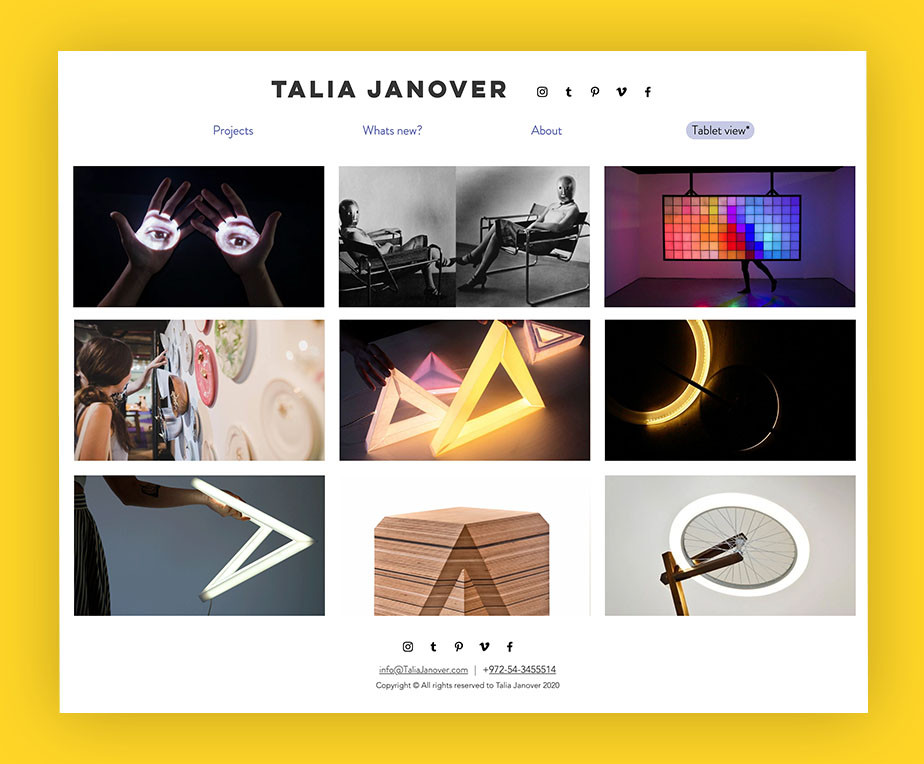 TALIA JANOVER
Projects Whats new? About Tablet view*
info@TaliaJanover.com | +972-54-3455514
Copyright © All rights reserved to Talia Janover 2020